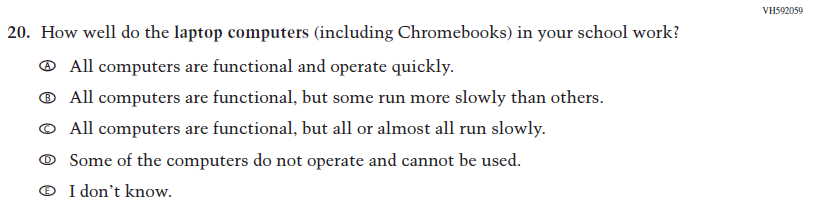 VH592059
20. How well do the laptop computers (including Chromebooks) in your school work?
A All computers are functional and operate quickly.
B All computers are functional, but some run more slowly than others.
C All computers are functional, but all or almost all run slowly.
D Some of the computers do not operate and cannot be used.
E I don’t know.